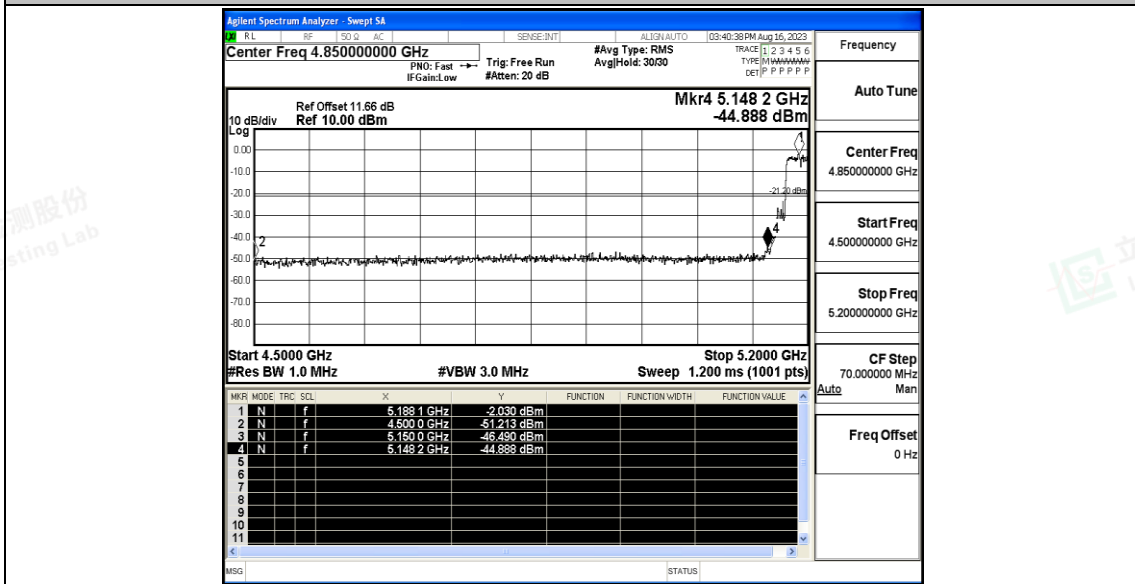 Agilent Spectrum Analyzer - Swept SA
RL RF 50 Ω AC SENSE:INT ALIGN AUTO 03:40:38 PM Aug 16, 2023
Center Freq 4.850000000 GHz
PNO: Fast
IFGain:Low
Trig: Free Run
#Atten: 20 dB
#Avg Type: RMS
Avg|Hold: 30/30
TRACE 1 2 3 4 5 6
TYPE M
DET P P P P P P
Frequency
Auto Tune
Center Freq
4.850000000 GHz
Start Freq
4.500000000 GHz
Stop Freq
5.200000000 GHz
CF Step
70.000000 MHz
Auto Man
Freq Offset
0 Hz
Mkr4 5.148 2 GHz
-44.888 dBm
Ref Offset 11.66 dB
10 dB/div Ref 10.00 dBm
Log
0.00
-10.0
-20.0
-30.0
-40.0
-50.0
-60.0
-70.0
-80.0
1
-21.20 dBm
2
4
Start 4.5000 GHz Stop 5.2000 GHz
#Res BW 1.0 MHz #VBW 3.0 MHz Sweep 1.200 ms (1001 pts)
MKR MODE TRC SCL X Y FUNCTION FUNCTION WIDTH FUNCTION VALUE
1 N f 5.188 1 GHz -2.030 dBm
2 N f 4.500 0 GHz -51.213 dBm
3 N f 5.150 0 GHz -46.490 dBm
4 N f 5.148 2 GHz -44.888 dBm
5
6
7
8
9
10
11
MSG STATUS
测股份
sting Lab
立